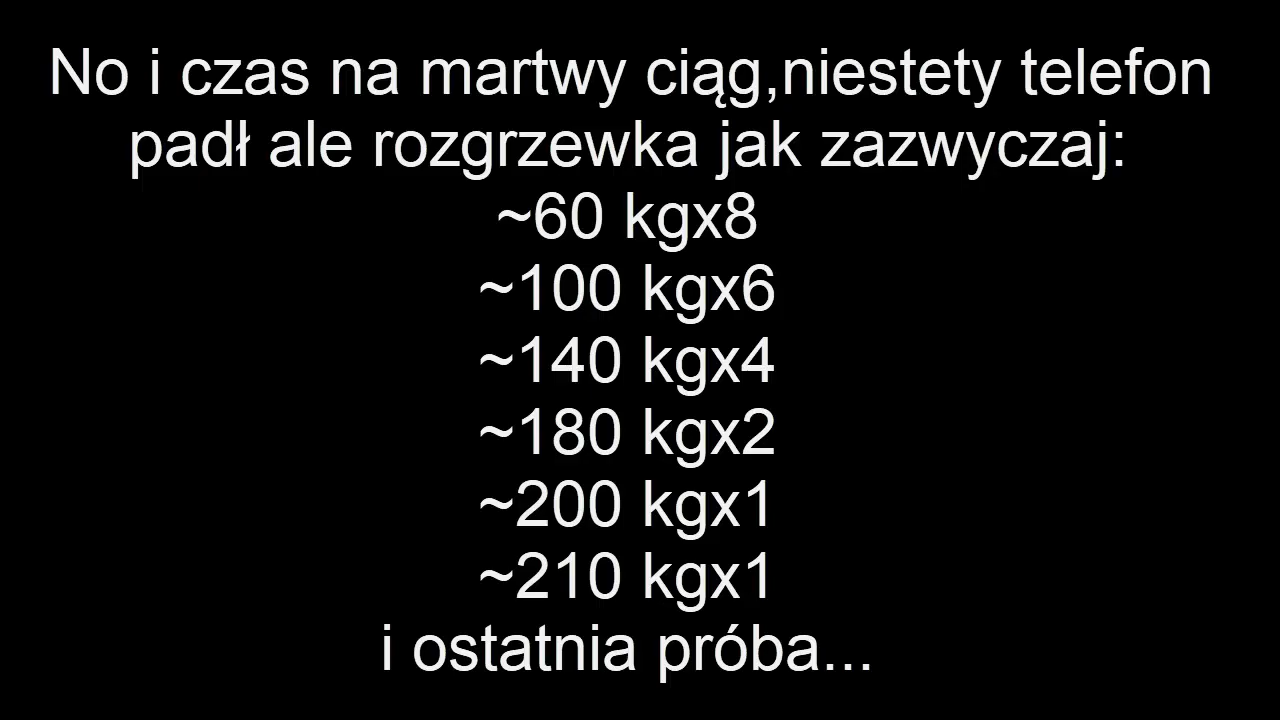 No i czas na martwy ciąg,niestety telefon
padł ale rozgrzewka jak zazwyczaj:
~60 kgx8
~100 kgx6
~140 kgx4
~180 kgx2
~200 kgx1
~210 kgx1
i ostatnia próba...